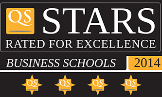 QS STARS
RATED FOR EXCELLENCE
BUSINESS SCHOOLS 2014